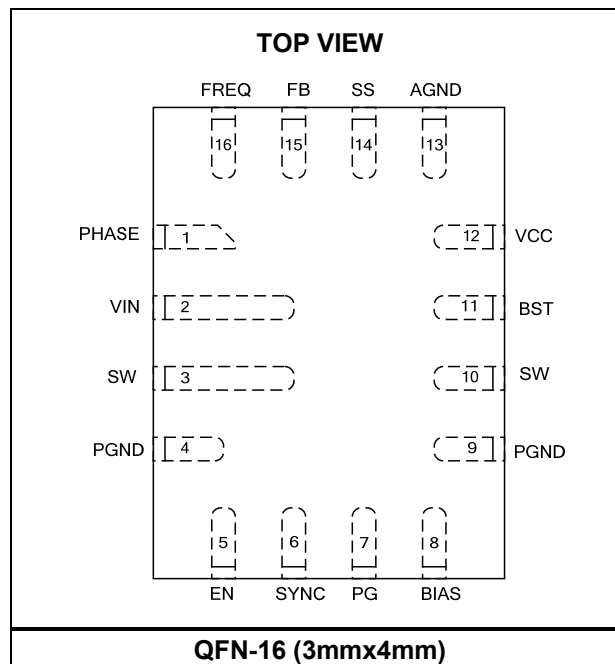 TOP VIEW
FREQ FB SS AGND
16 15 14 13
PHASE 1 12 VCC
VIN 2 11 BST
SW 3 10 SW
PGND 4 9 PGND
5 6 7 8
EN SYNC PG BIAS
QFN-16 (3mmx4mm)